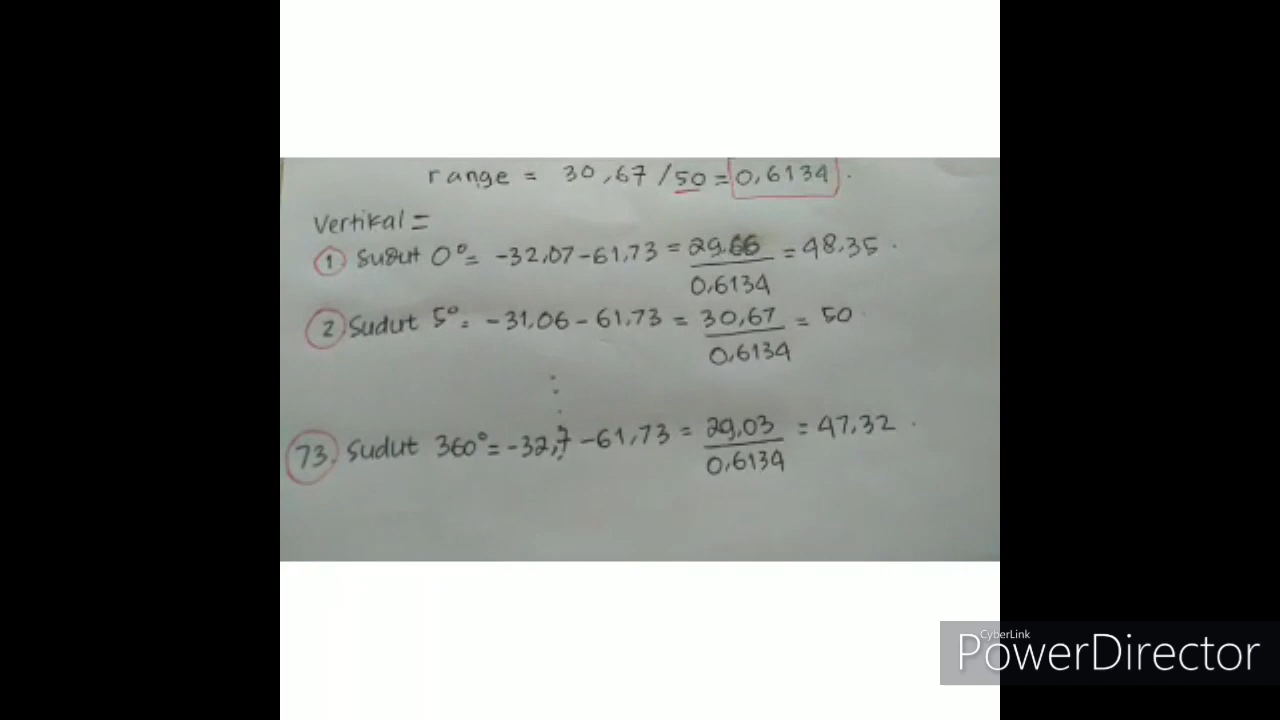 range = 30,67 / 50 = 0,6134.
Vertikal =
1 Sudut 0° = -32,07 - 61,73 = 29,66 / 0,6134 = 48,35.
2 Sudut 5° = -31,06 - 61,73 = 30,67 / 0,6134 = 50
⋮
73. Sudut 360° = -32,7 - 61,73 = 29,03 / 0,6134 = 47,32.
CyberLink
PowerDirector